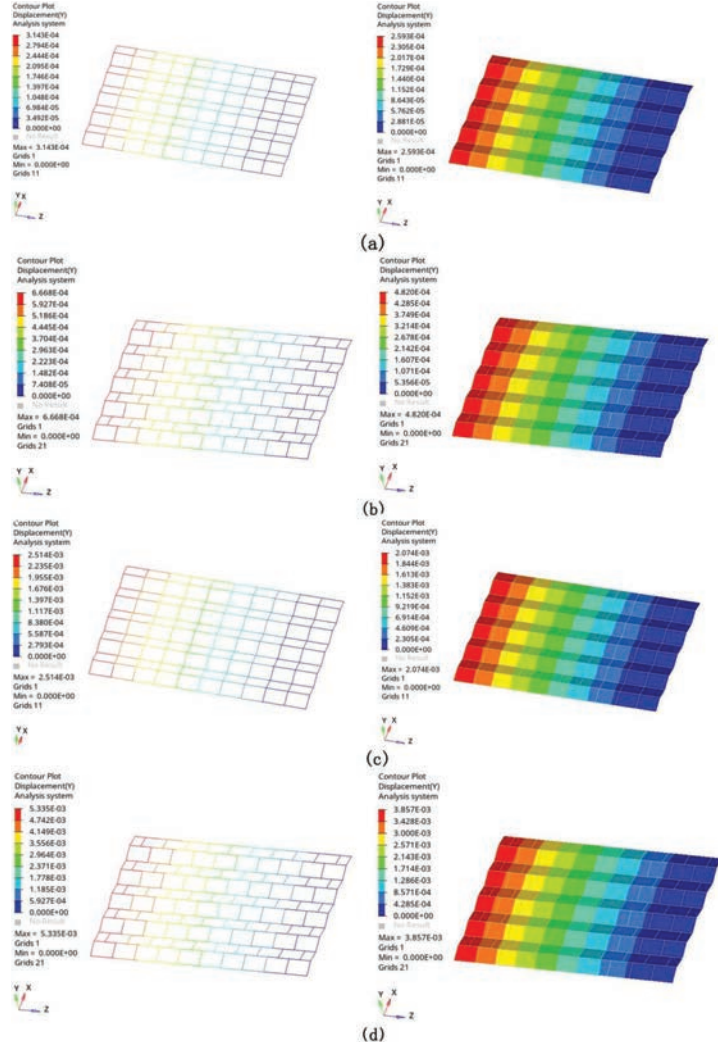 Contour Plot
Displacement(Y)
Analysis system
3.143E-04
2.794E-04
2.444E-04
2.095E-04
1.746E-04
1.397E-04
1.048E-04
6.984E-05
3.492E-05
0.000E+00
No Result
Max = 3.143E-04
Grids 1
Min = 0.000E+00
Grids 11
Y X
Z
Contour Plot
Displacement(Y)
Analysis system
2.593E-04
2.305E-04
2.017E-04
1.729E-04
1.440E-04
1.152E-04
8.643E-05
5.762E-05
2.881E-05
0.000E+00
No Result
Max = 2.593E-04
Grids 1
Min = 0.000E+00
Grids 11
Y X
Z
(a)
Contour Plot
Displacement(Y)
Analysis system
6.668E-04
5.927E-04
5.186E-04
4.445E-04
3.704E-04
2.963E-04
2.223E-04
1.482E-04
7.408E-05
0.000E+00
No Result
Max = 6.668E-04
Grids 1
Min = 0.000E+00
Grids 21
Y X
Z
Contour Plot
Displacement(Y)
Analysis system
4.820E-04
4.285E-04
3.749E-04
3.214E-04
2.678E-04
2.142E-04
1.607E-04
1.071E-04
5.356E-05
0.000E+00
No Result
Max = 4.820E-04
Grids 1
Min = 0.000E+00
Grids 21
Y X
Z
(b)
Contour Plot
Displacement(Y)
Analysis system
2.514E-03
2.235E-03
1.955E-03
1.676E-03
1.397E-03
1.117E-03
8.380E-04
5.587E-04
2.793E-04
0.000E+00
No Result
Max = 2.514E-03
Grids 1
Min = 0.000E+00
Grids 11
Y X
Contour Plot
Displacement(Y)
Analysis system
2.074E-03
1.844E-03
1.613E-03
1.383E-03
1.152E-03
9.219E-04
6.914E-04
4.609E-04
2.305E-04
0.000E+00
No Result
Max = 2.074E-03
Grids 1
Min = 0.000E+00
Grids 11
Y X
Z
(c)
Contour Plot
Displacement(Y)
Analysis system
5.335E-03
4.742E-03
4.149E-03
3.556E-03
2.964E-03
2.371E-03
1.778E-03
1.185E-03
5.927E-04
0.000E+00
No Result
Max = 5.335E-03
Grids 1
Min = 0.000E+00
Grids 21
Y X
Z
Contour Plot
Displacement(Y)
Analysis system
3.857E-03
3.428E-03
3.000E-03
2.571E-03
2.143E-03
1.714E-03
1.286E-03
8.571E-04
4.285E-04
0.000E+00
No Result
Max = 3.857E-03
Grids 1
Min = 0.000E+00
Grids 21
Y X
Z
(d)